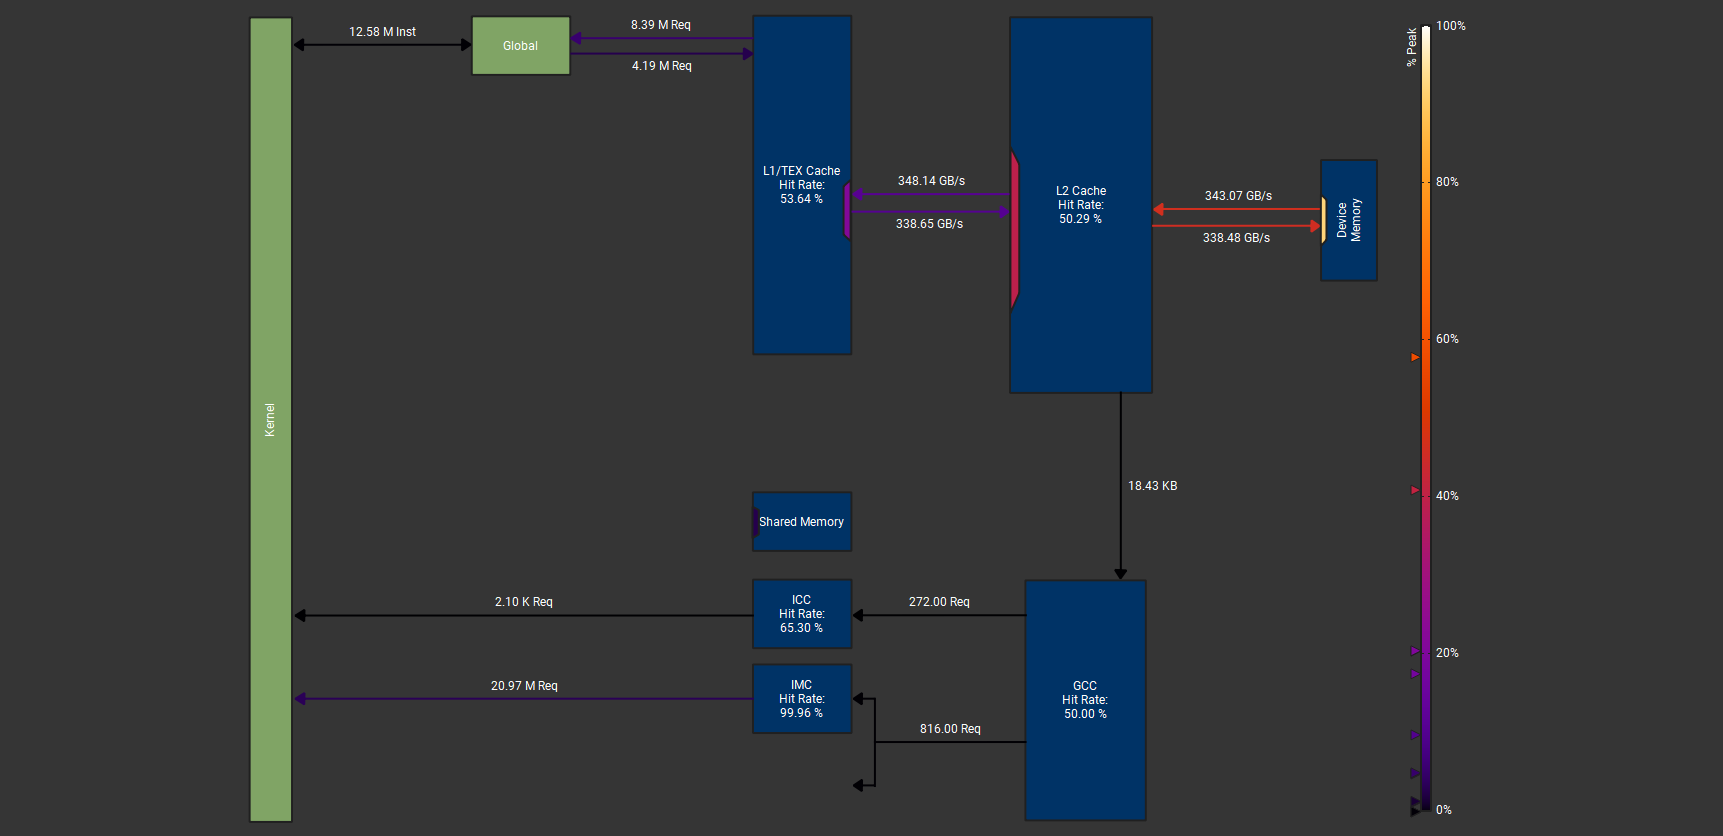 Kernel
12.58 M Inst
Global
8.39 M Req
4.19 M Req
L1/TEX Cache
Hit Rate:
53.64 %
348.14 GB/s
338.65 GB/s
L2 Cache
Hit Rate:
50.29 %
343.07 GB/s
338.48 GB/s
Device
Memory
18.43 KB
Shared Memory
2.10 K Req
ICC
Hit Rate:
65.30 %
272.00 Req
20.97 M Req
IMC
Hit Rate:
99.96 %
816.00 Req
GCC
Hit Rate:
50.00 %
% Peak
100%
80%
60%
40%
20%
0%